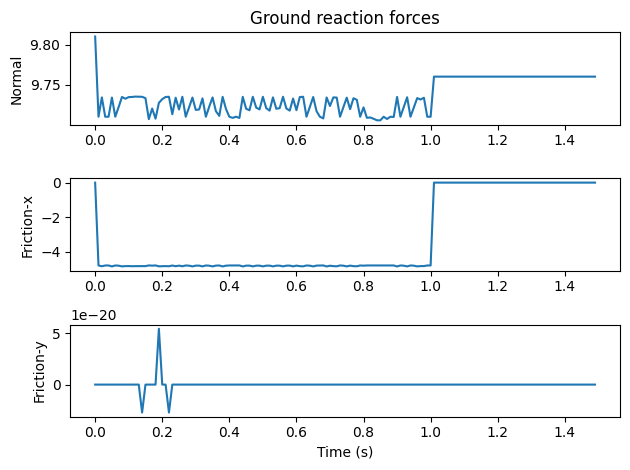 Ground reaction forces
Normal
9.80
9.75
0.0 0.2 0.4 0.6 0.8 1.0 1.2 1.4
Friction-x
0
−2
−4
0.0 0.2 0.4 0.6 0.8 1.0 1.2 1.4
1e−20
Friction-y
5
0
0.0 0.2 0.4 0.6 0.8 1.0 1.2 1.4
Time (s)